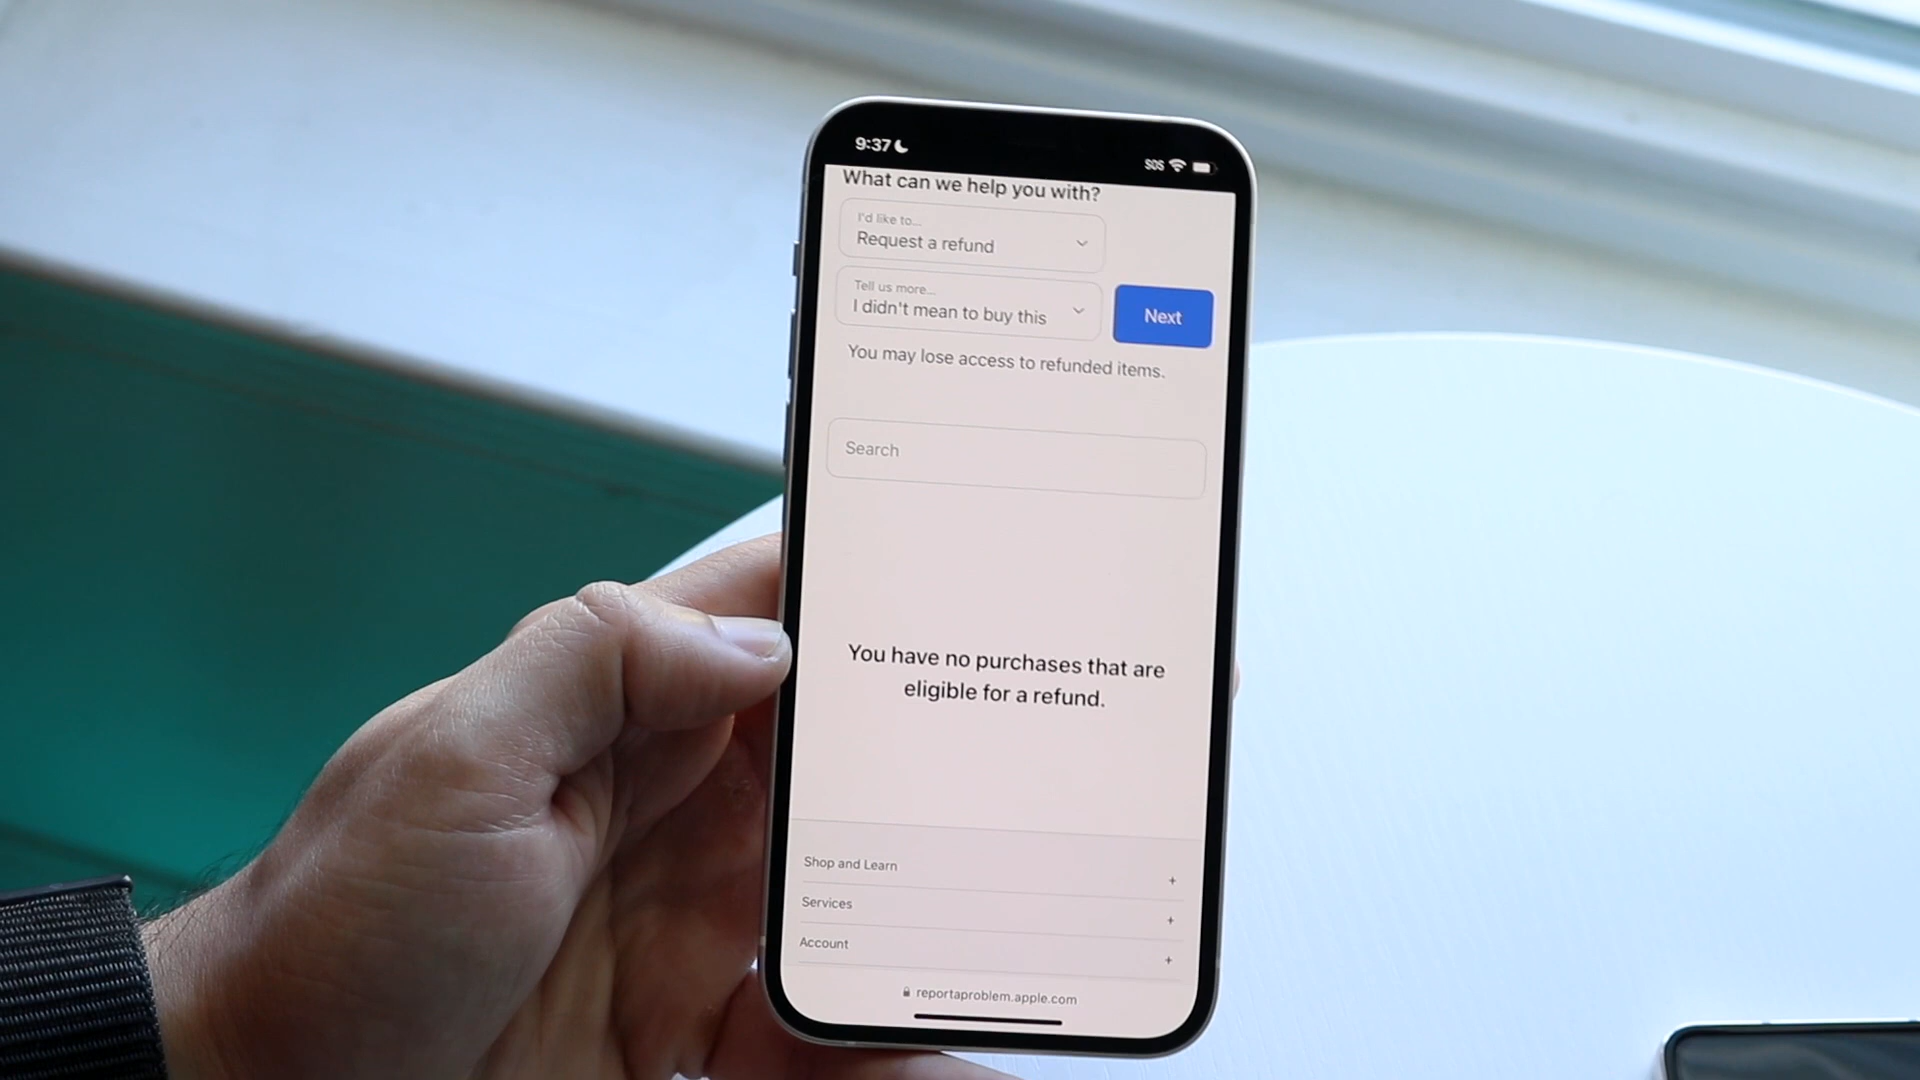 9:37
SOS
What can we help you with?
I'd like to...
Request a refund
Tell us more...
I didn't mean to buy this
Next
You may lose access to refunded items.
Search
You have no purchases that are
eligible for a refund.
Shop and Learn +
Services +
Account +
reportaproblem.apple.com